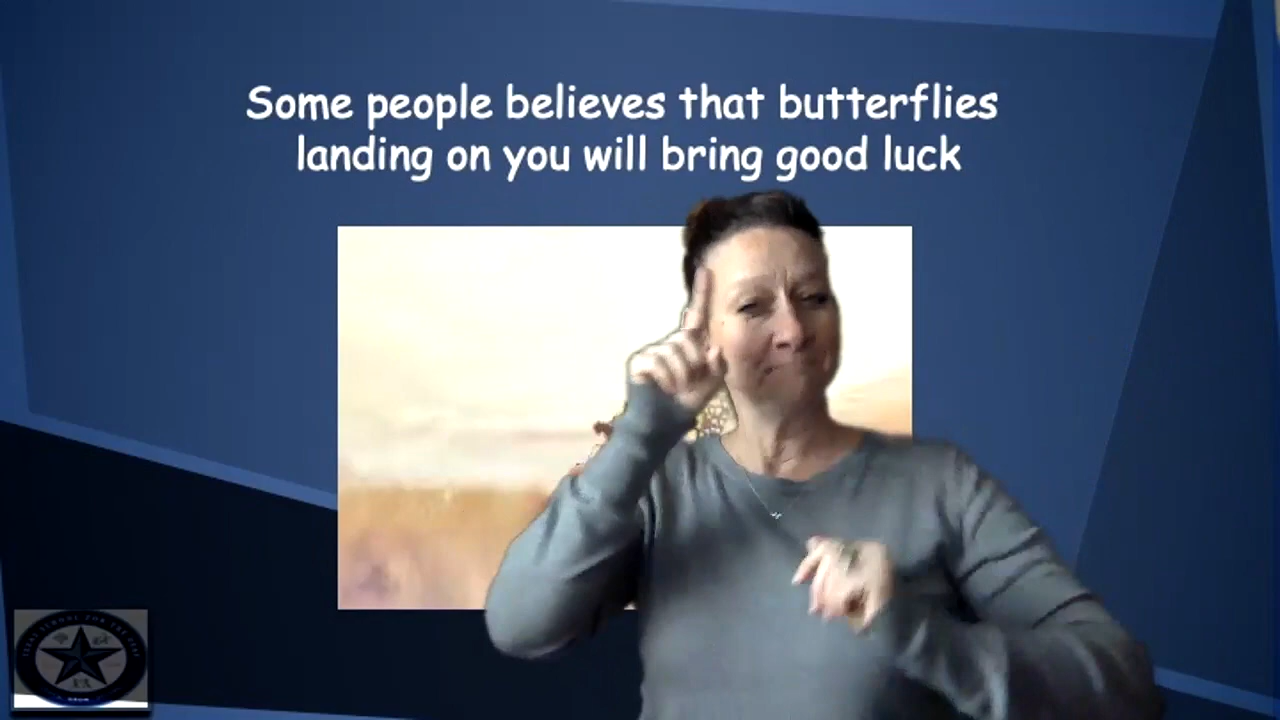 Some people believes that butterflies
landing on you will bring good luck